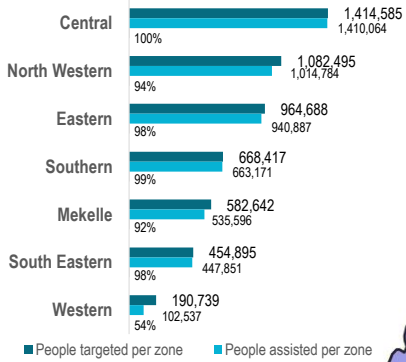 Central
1,414,585
1,410,064
100%
North Western
1,082,495
1,014,784
94%
Eastern
964,688
940,887
98%
Southern
668,417
663,171
99%
Mekelle
582,642
535,596
92%
South Eastern
454,895
447,851
98%
Western
190,739
102,537
54%
People targeted per zone People assisted per zone